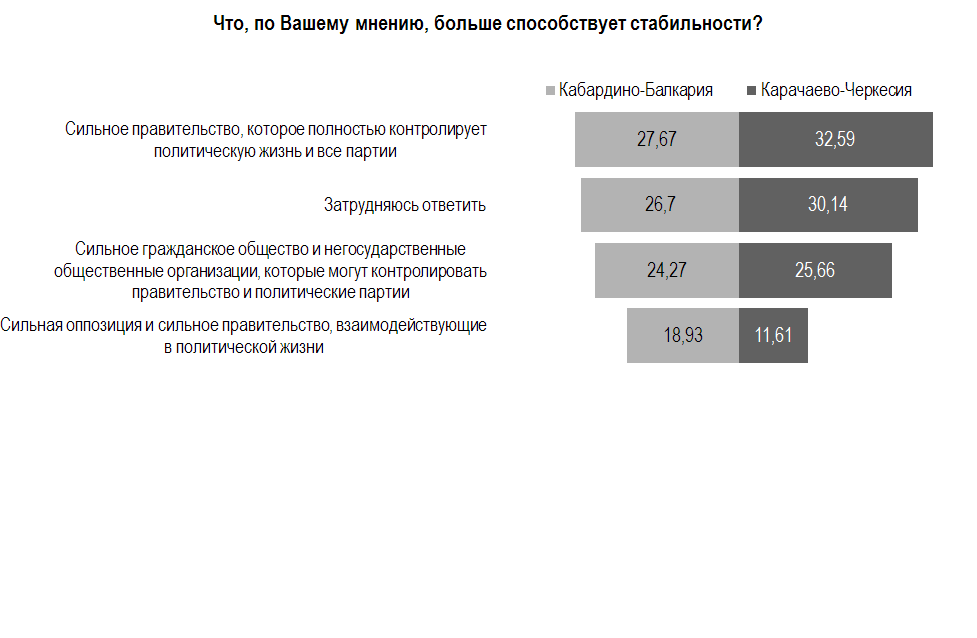 Что, по Вашему мнению, больше способствует стабильности?
Кабардино-Балкария
Карачаево-Черкесия
Сильное правительство, которое полностью контролирует
политическую жизнь и все партии
27,67
32,59
Затрудняюсь ответить
26,7
30,14
Сильное гражданское общество и негосударственные
общественные организации, которые могут контролировать
правительство и политические партии
24,27
25,66
Сильная оппозиция и сильное правительство, взаимодействующие
в политической жизни
18,93
11,61